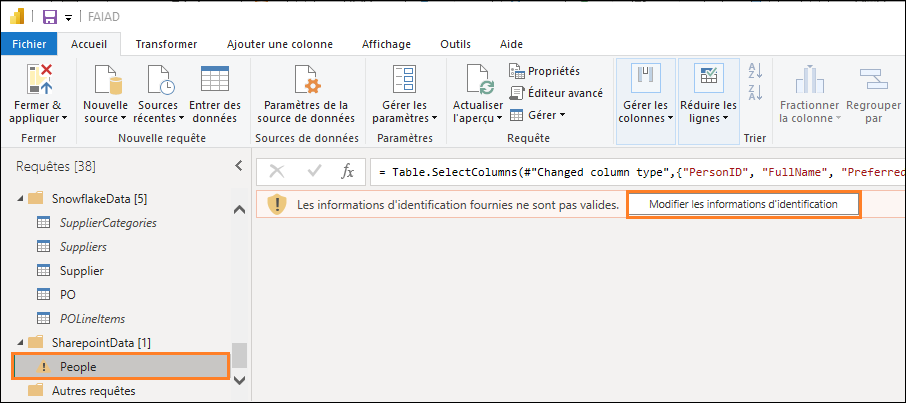 FAIAD
Fichier Accueil Transformer Ajouter une colonne Affichage Outils Aide
Fermer & appliquer
Nouvelle source
Sources récentes
Entrer des données
Paramètres de la source de données
Gérer les paramètres
Actualiser l'aperçu
Propriétés
Éditeur avancé
Gérer
Gérer les colonnes
Réduire les lignes
A
Z
Z
A
Fractionner la colonne
Regrouper par
Fermer Nouvelle requête Sources de données Paramètres Requête Trier
Requêtes [38]
fx = Table.SelectColumns(#"Changed column type",{"PersonID", "FullName", "Preferred
SnowflakeData [5]
Les informations d'identification fournies ne sont pas valides. Modifier les informations d'identification
SupplierCategories
Suppliers
Supplier
PO
POLineItems
SharepointData [1]
People
Autres requêtes